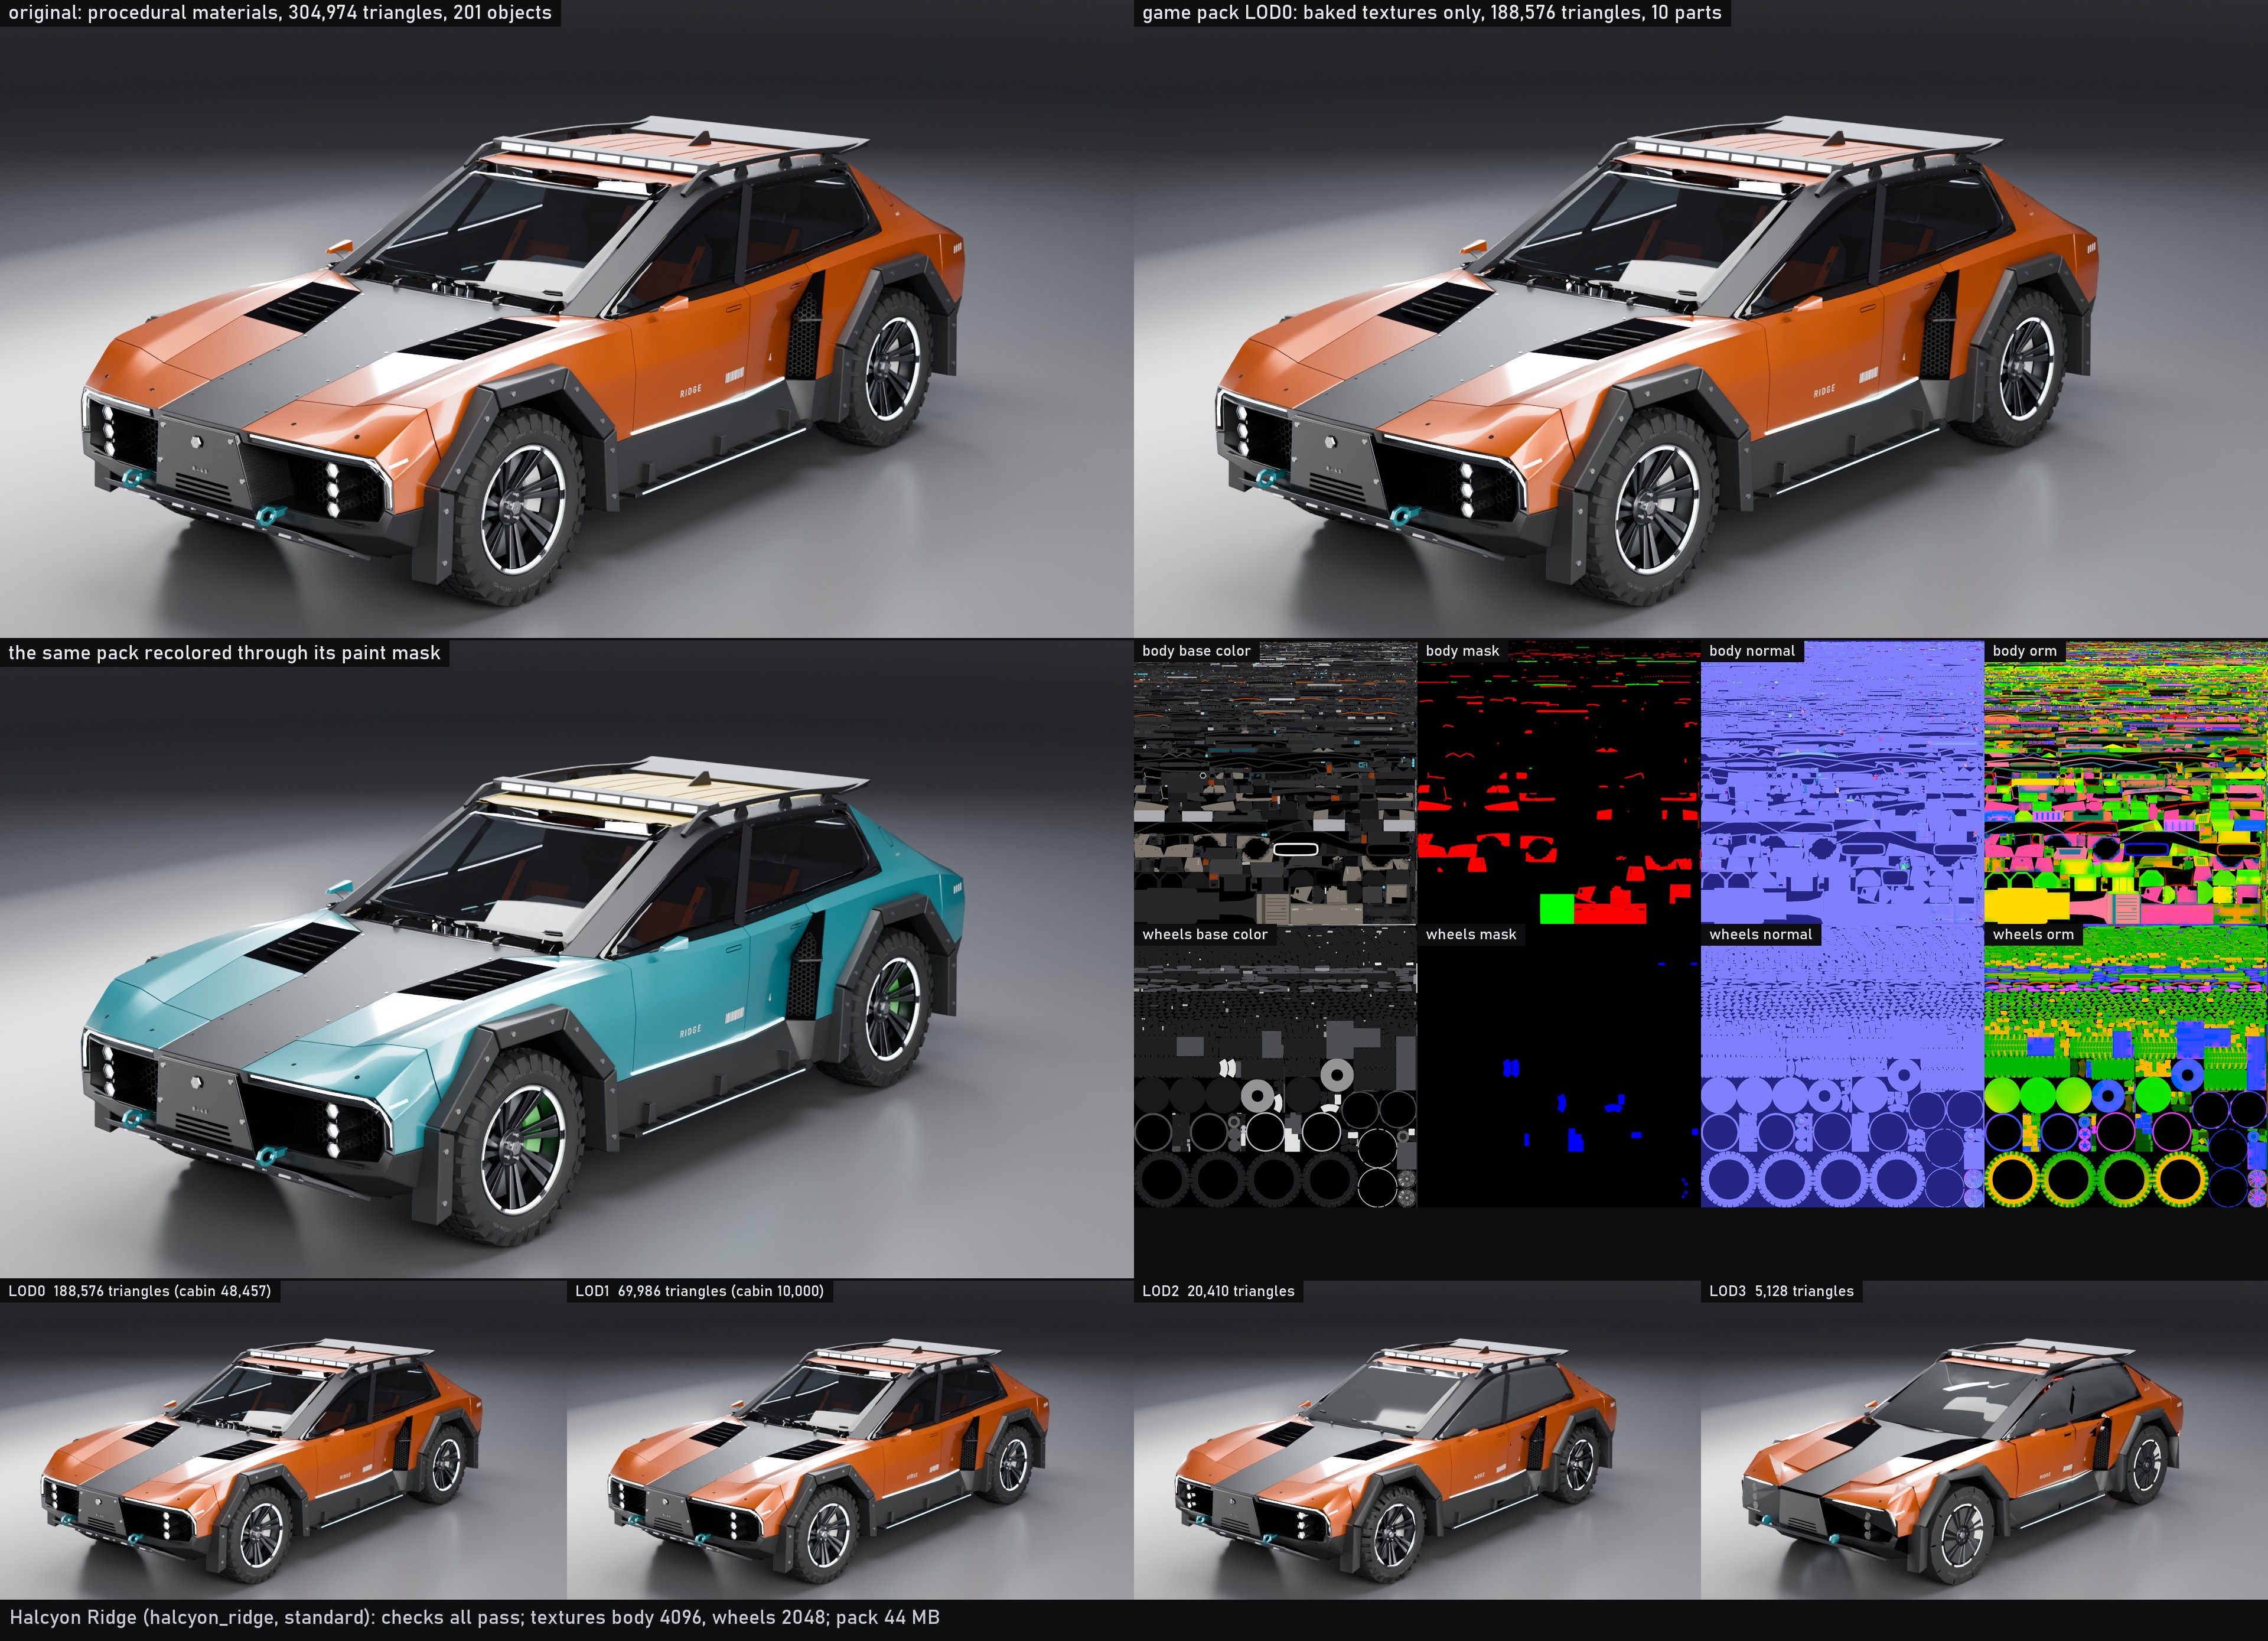 original: procedural materials, 304,974 triangles, 201 objects
game pack LOD0: baked textures only, 188,576 triangles, 10 parts
RIDGE
RIDGE
the same pack recolored through its paint mask
body base color
body mask
body normal
body orm
RIDGE
wheels base color
wheels mask
wheels normal
wheels orm
LOD0 188,576 triangles (cabin 48,457)
LOD1 69,986 triangles (cabin 10,000)
LOD2 20,410 triangles
LOD3 5,128 triangles
RIDGE
RIDGE
RIDGE
RIDGE
Halcyon Ridge (halcyon_ridge, standard): checks all pass; textures body 4096, wheels 2048; pack 44 MB